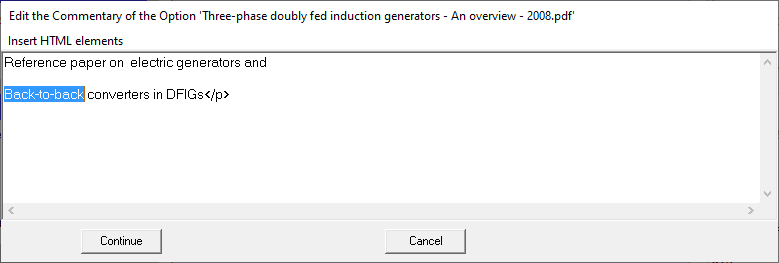 Edit the Commentary of the Option 'Three-phase doubly fed induction generators - An overview - 2008.pdf'
Insert HTML elements
Reference paper on  electric generators and
Back-to-back converters in DFIGs</p>
Continue
Cancel